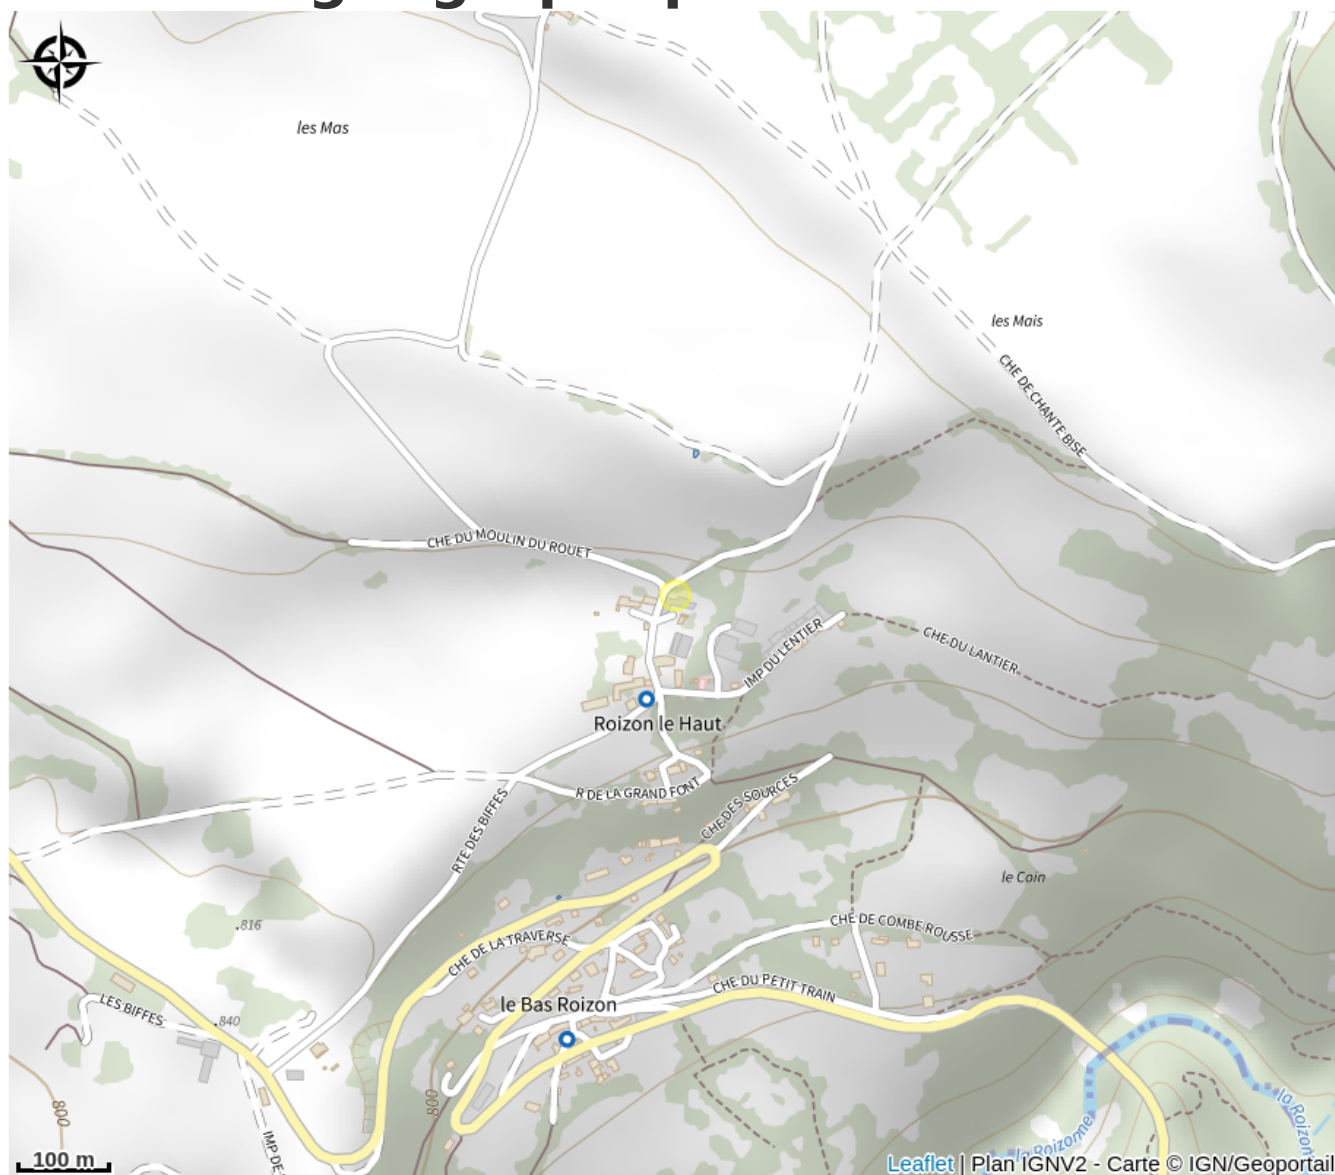 les Mas
les Mais
CHE DE CHANTE BISE
CHE DU MOULIN DU ROUET
IMP DU LENTIER
CHE DU LANTIER
Roizon le Haut
R DE LA GRAND FONT
CHE DES SOURCES
RTE DES BIFFES
le Coin
.816
CHE DE COMBE ROUSSE
CHE DE LA TRAVERSE
CHE DU PETIT TRAIN
le Bas Roizon
LES BIFFES
.840
800
800
IMP DE
la Roizonne
la Roizon
100 m
Leaflet | Plan IGNV2 - Carte © IGN/Geoportail